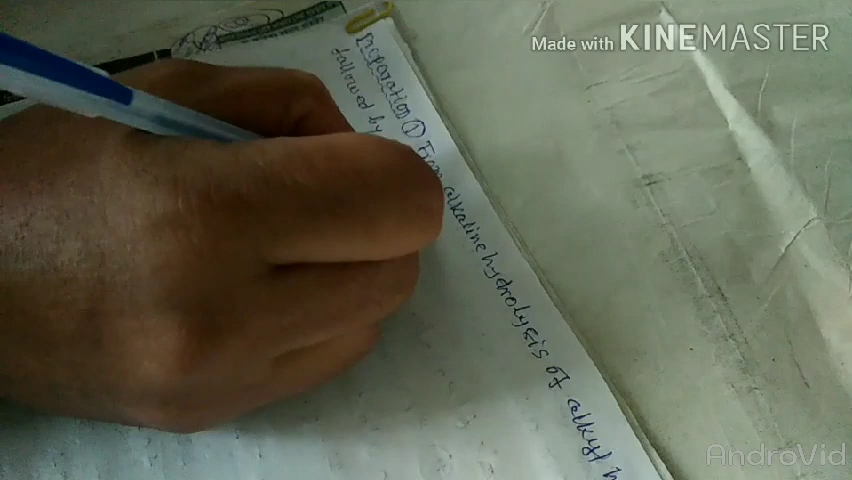 Made with KINEMASTER
Preparation ① From alkaline hydrolysis of alkyl h
followed by
AndroVid